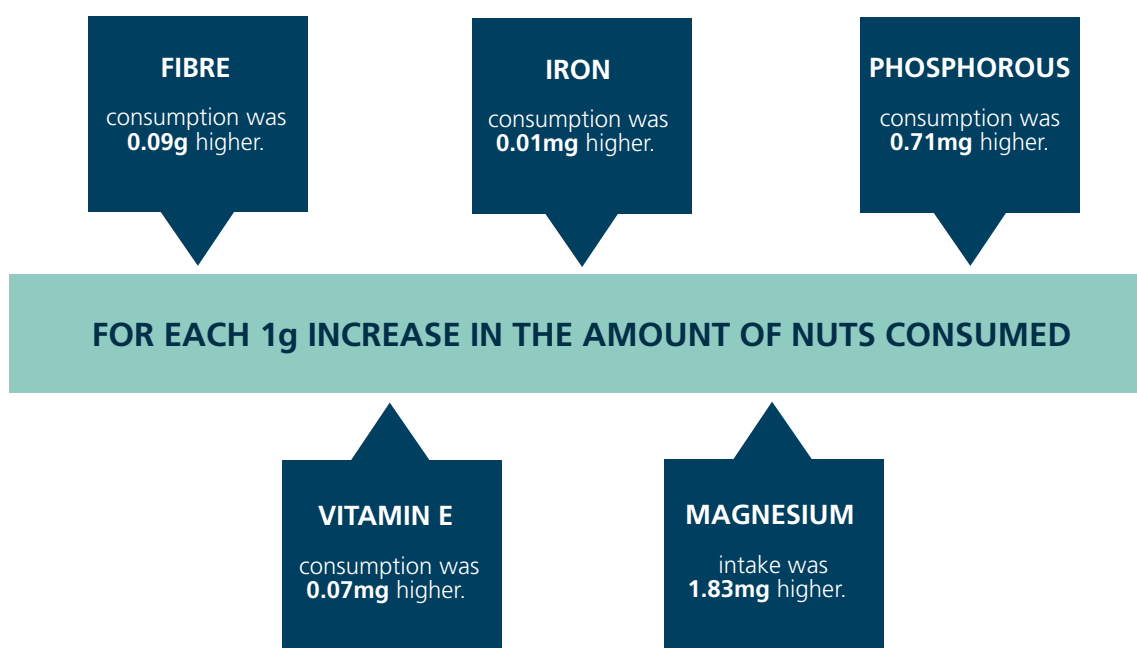 FIBRE
consumption was
0.09g higher.
IRON
consumption was
0.01mg higher.
PHOSPHOROUS
consumption was
0.71mg higher.
FOR EACH 1g INCREASE IN THE AMOUNT OF NUTS CONSUMED
VITAMIN E
consumption was
0.07mg higher.
MAGNESIUM
intake was
1.83mg higher.